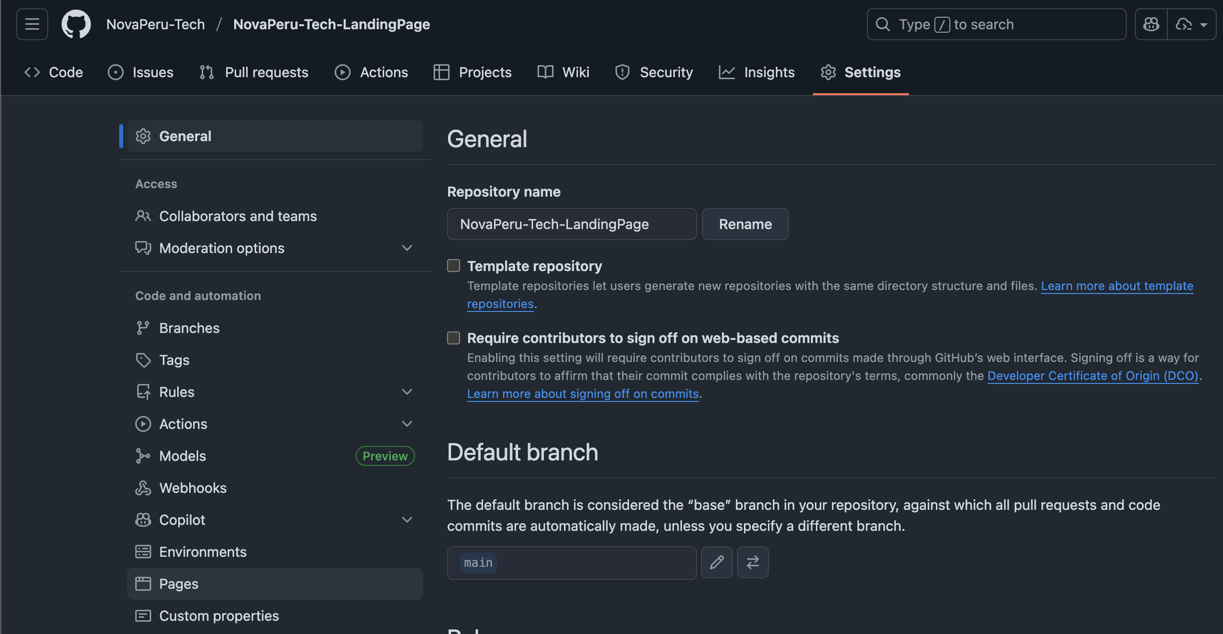 NovaPeru-Tech / NovaPeru-Tech-LandingPage
Type / to search
Code Issues Pull requests Actions Projects Wiki Security Insights Settings
General
Access
Collaborators and teams
Moderation options
Code and automation
Branches
Tags
Rules
Actions
Models Preview
Webhooks
Copilot
Environments
Pages
Custom properties
General
Repository name
NovaPeru-Tech-LandingPage Rename
Template repository
Template repositories let users generate new repositories with the same directory structure and files. Learn more about template
repositories.
Require contributors to sign off on web-based commits
Enabling this setting will require contributors to sign off on commits made through GitHub's web interface. Signing off is a way for
contributors to affirm that their commit complies with the repository's terms, commonly the Developer Certificate of Origin (DCO).
Learn more about signing off on commits.
Default branch
The default branch is considered the “base” branch in your repository, against which all pull requests and code
commits are automatically made, unless you specify a different branch.
main